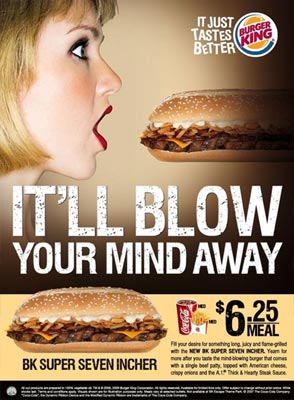 IT JUST
TASTES
BETTER
BURGER
KING
IT'LL BLOW
YOUR MIND AWAY
BK SUPER SEVEN INCHER
Coca-Cola
MED
MED
$6.25
MEAL
Fill your desire for something long, juicy and flame-grilled
with the NEW BK SUPER SEVEN INCHER. Yearn for
more after you taste the mind-blowing burger that comes
with a single beef patty, topped with American cheese,
crispy onions and the A.1.® Thick & Hearty Steak Sauce.